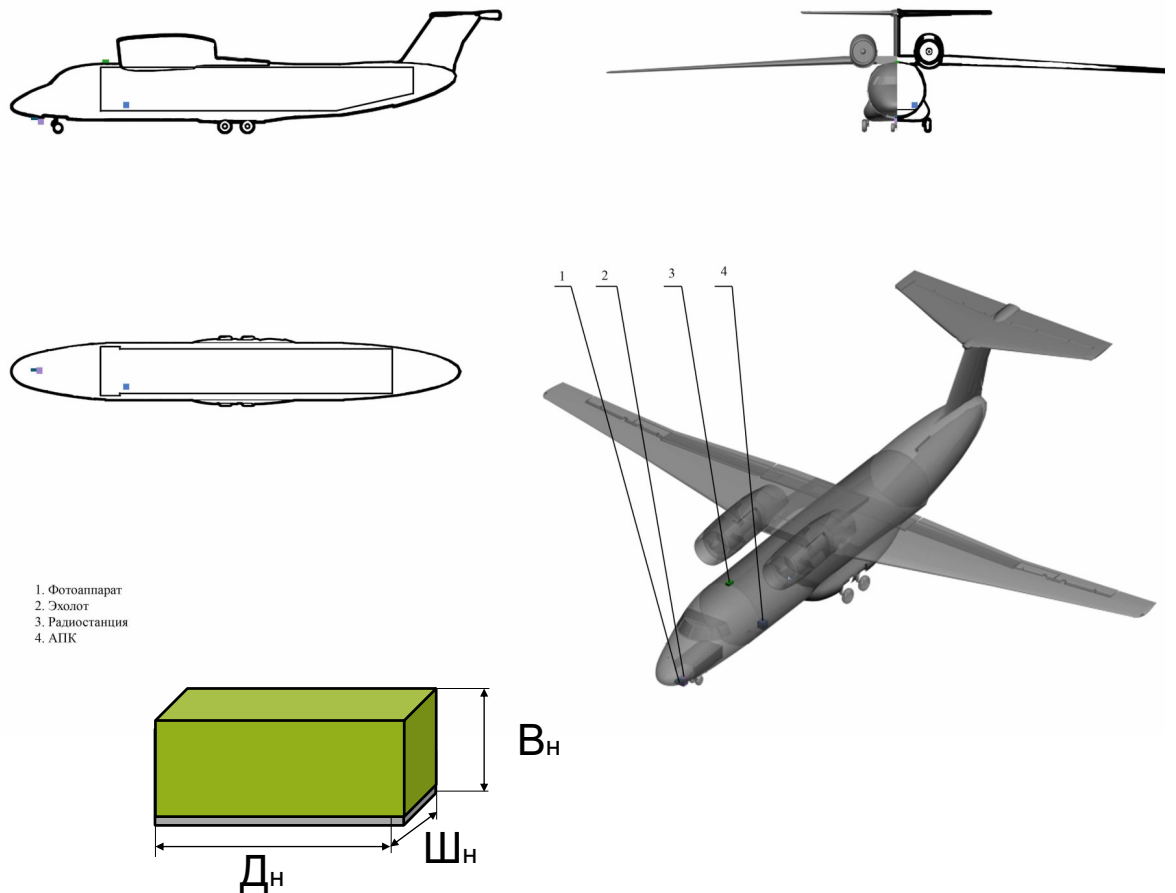 1 2 3 4
1. Фотоаппарат
2. Эхолот
3. Радиостанция
4. АПК
Вн
Шн
Дн